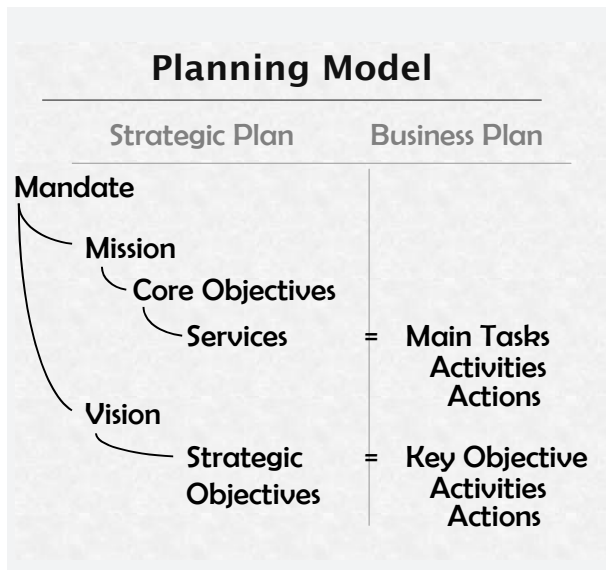 Planning Model
Strategic Plan Business Plan
Mandate
Mission
Core Objectives
Services = Main Tasks
Activities
Actions
Vision
Strategic = Key Objective
Objectives Activities
Actions